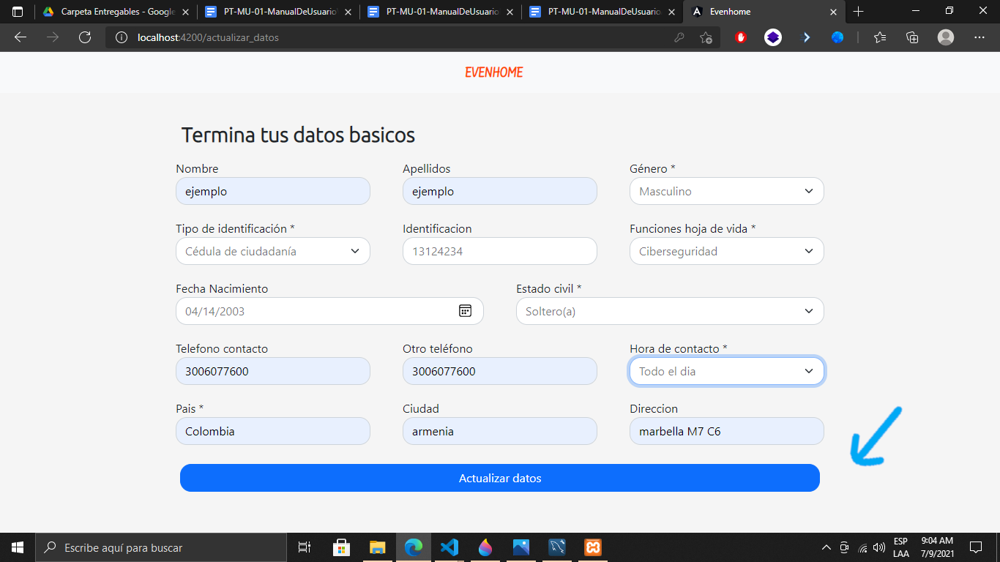 Carpeta Entregables - Google
PT-MU-01-ManualDeUsuario
PT-MU-01-ManualDeUsuario
PT-MU-01-ManualDeUsuario
Evenhome
localhost:4200/actualizar_datos
EVENHOME
Termina tus datos basicos
Nombre Apellidos Género *
ejemplo ejemplo Masculino
Tipo de identificación * Identificacion Funciones hoja de vida *
Cédula de ciudadanía 13124234 Ciberseguridad
Fecha Nacimiento Estado civil *
04/14/2003 Soltero(a)
Telefono contacto Otro teléfono Hora de contacto *
3006077600 3006077600 Todo el dia
Pais * Ciudad Direccion
Colombia armenia marbella M7 C6
Actualizar datos
Escribe aquí para buscar
ESP
LAA
9:04 AM
7/9/2021